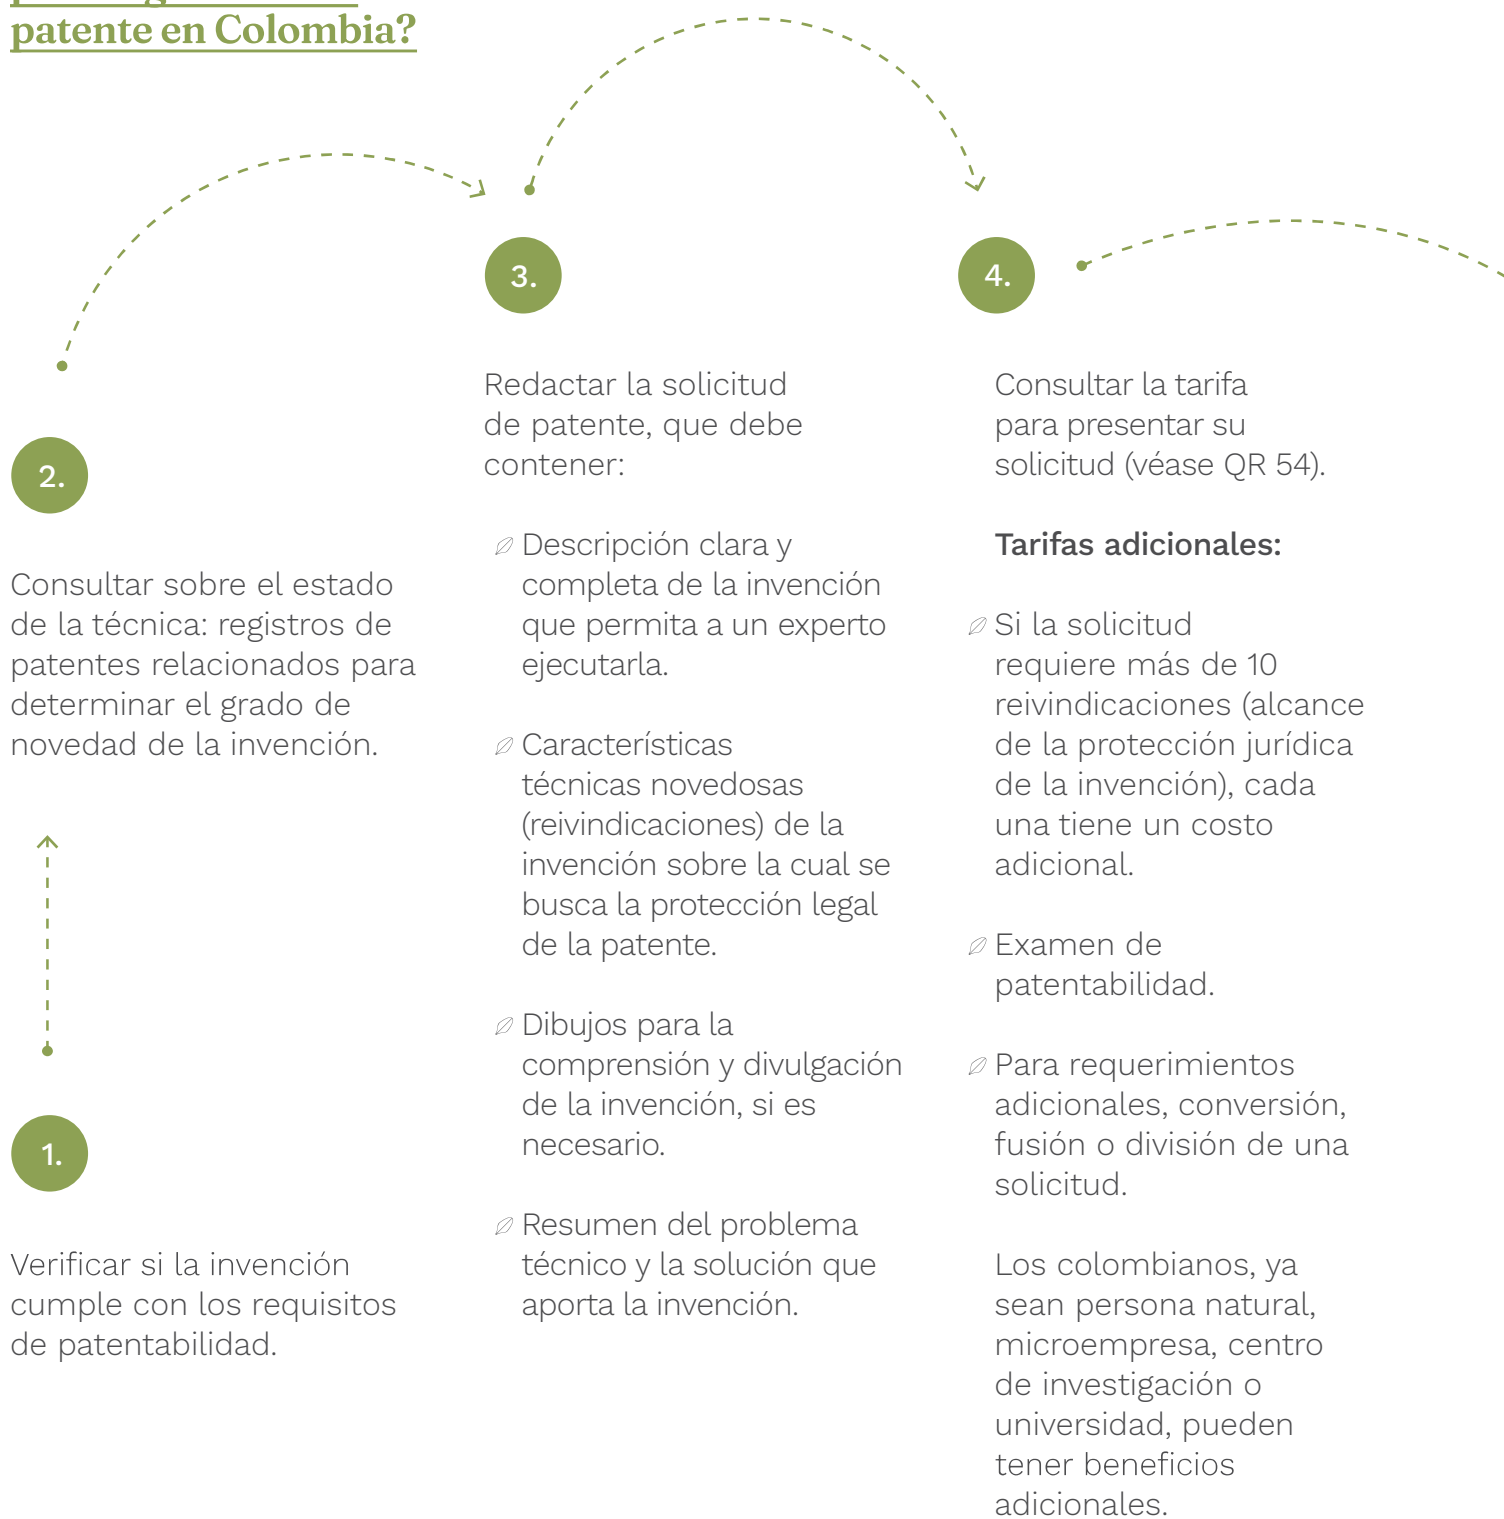 patente en Colombia?
1.
Verificar si la invención
cumple con los requisitos
de patentabilidad.
2.
Consultar sobre el estado
de la técnica: registros de
patentes relacionados para
determinar el grado de
novedad de la invención.
3.
Redactar la solicitud
de patente, que debe
contener:
Descripción clara y
completa de la invención
que permita a un experto
ejecutarla.
Características
técnicas novedosas
(reivindicaciones) de la
invención sobre la cual se
busca la protección legal
de la patente.
Dibujos para la
comprensión y divulgación
de la invención, si es
necesario.
Resumen del problema
técnico y la solución que
aporta la invención.
4.
Consultar la tarifa
para presentar su
solicitud (véase QR 54).
Tarifas adicionales:
Si la solicitud
requiere más de 10
reivindicaciones (alcance
de la protección jurídica
de la invención), cada
una tiene un costo
adicional.
Examen de
patentabilidad.
Para requerimientos
adicionales, conversión,
fusión o división de una
solicitud.
Los colombianos, ya
sean persona natural,
microempresa, centro
de investigación o
universidad, pueden
tener beneficios
adicionales.